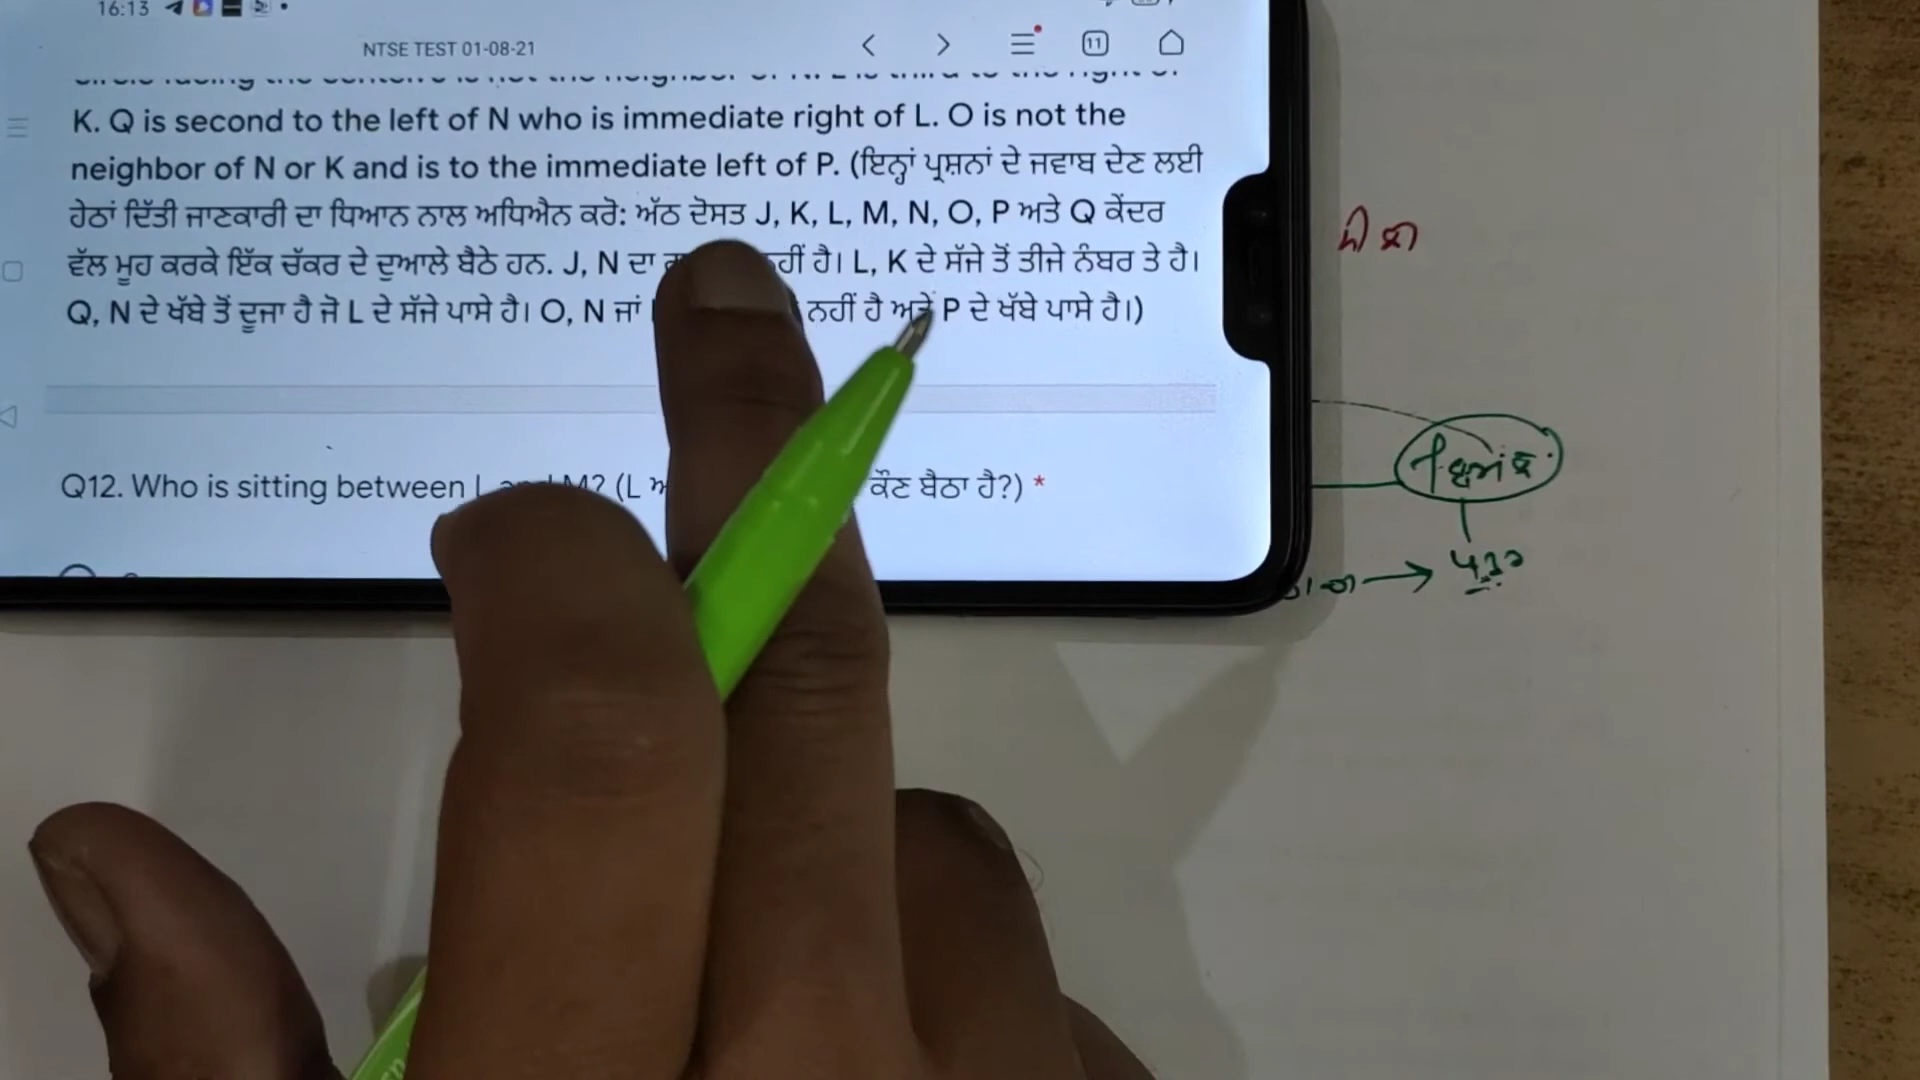 16:13
NTSE TEST 01-08-21
11
K. Q is second to the left of N who is immediate right of L. O is not the
neighbor of N or K and is to the immediate left of P. (ਇਨ੍ਹਾਂ ਪ੍ਰਸ਼ਨਾਂ ਦੇ ਜਵਾਬ ਦੇਣ ਲਈ
ਹੇਠਾਂ ਦਿੱਤੀ ਜਾਣਕਾਰੀ ਦਾ ਧਿਆਨ ਨਾਲ ਅਧਿਐਨ ਕਰੋ: ਅੱਠ ਦੋਸਤ J, K, L, M, N, O, P ਅਤੇ Q ਕੇਂਦਰ
ਵੱਲ ਮੂਹ ਕਰਕੇ ਇੱਕ ਚੱਕਰ ਦੇ ਦੁਆਲੇ ਬੈਠੇ ਹਨ. J, N ਦਾ ਹੈ। L, K ਦੇ ਸੱਜੇ ਤੋਂ ਤੀਜੇ ਨੰਬਰ ਤੇ ਹੈ।
Q, N ਦੇ ਖੱਬੇ ਤੋਂ ਦੂਜਾ ਹੈ ਜੋ L ਦੇ ਸੱਜੇ ਪਾਸੇ ਹੈ। O, N ਜਾਂ ਨਹੀਂ ਹੈ ਅਤੇ P ਦੇ ਖੱਬੇ ਪਾਸੇ ਹੈ।)
Q12. Who is sitting between L and M? (L ਕੌਣ ਬੈਠਾ ਹੈ?) *